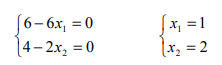 6 − 6x₁ = 0    x₁ = 1
4 − 2x₂ = 0    x₂ = 2